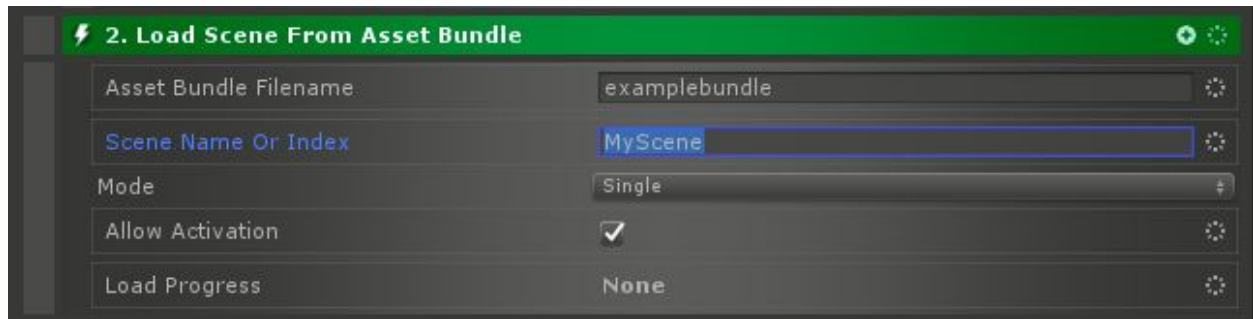 2. Load Scene From Asset Bundle
Asset Bundle Filename examplebundle
Scene Name Or Index MyScene
Mode Single
Allow Activation
Load Progress None